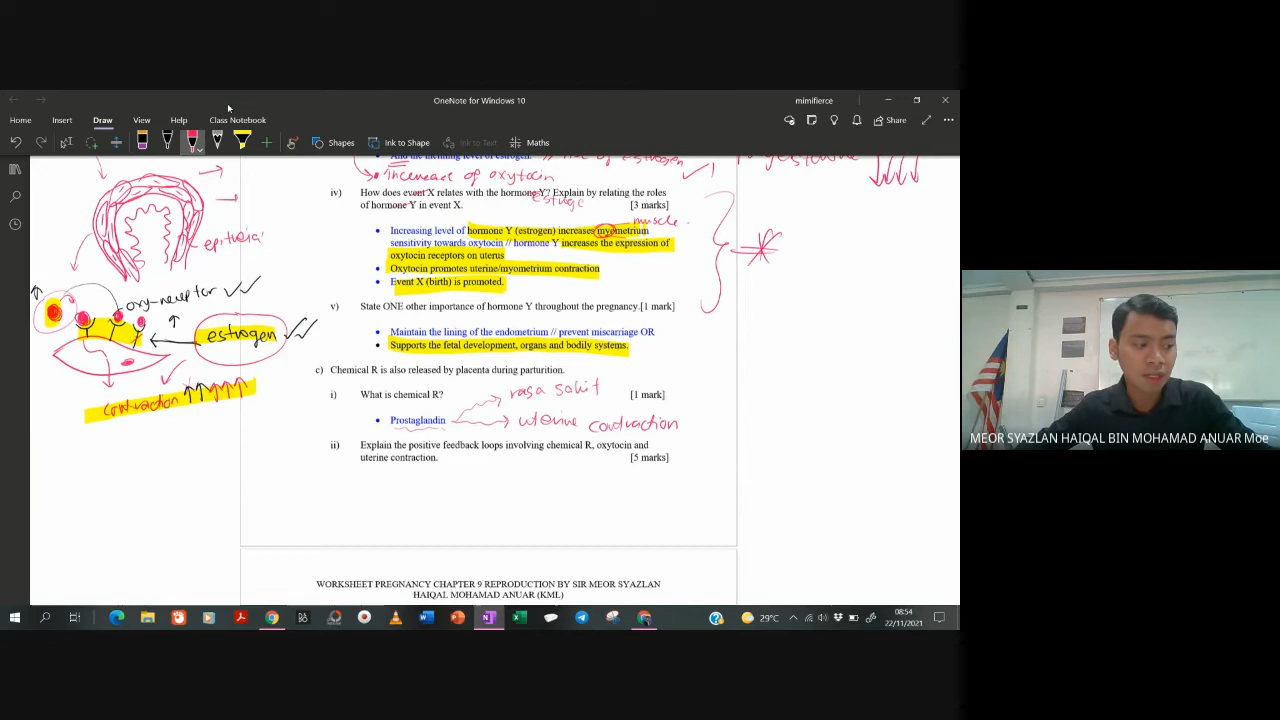 OneNote for Windows 10
mimifierce
Home Insert Draw View Help Class Notebook
Share
Shapes
Ink to Shape
Ink to Text
Maths
of estrogen
increase of oxytocin
iv) How does event X relates with the hormone Y? Explain by relating the roles
of hormone Y in event X. [3 marks]
muscle
Increasing level of hormone Y (estrogen) increases myometrium
sensitivity towards oxytocin // hormone Y increases the expression of
oxytocin receptors on uterus
Oxytocin promotes uterine/myometrium contraction
Event X (birth) is promoted.
v) State ONE other importance of hormone Y throughout the pregnancy.[1 mark]
Maintain the lining of the endometrium // prevent miscarriage OR
Supports the fetal development, organs and bodily systems.
c) Chemical R is also released by placenta during parturition.
i) What is chemical R? [1 mark]
rasa sakit
Prostaglandin
uterine contraction
ii) Explain the positive feedback loops involving chemical R, oxytocin and
uterine contraction. [5 marks]
oxy-receptor
estrogen
contraction
WORKSHEET PREGNANCY CHAPTER 9 REPRODUCTION BY SIR MEOR SYAZLAN
HAIQAL MOHAMAD ANUAR (KML)
MEOR SYAZLAN HAIQAL BIN MOHAMAD ANUAR Moe
29°C
08:54
22/11/2021